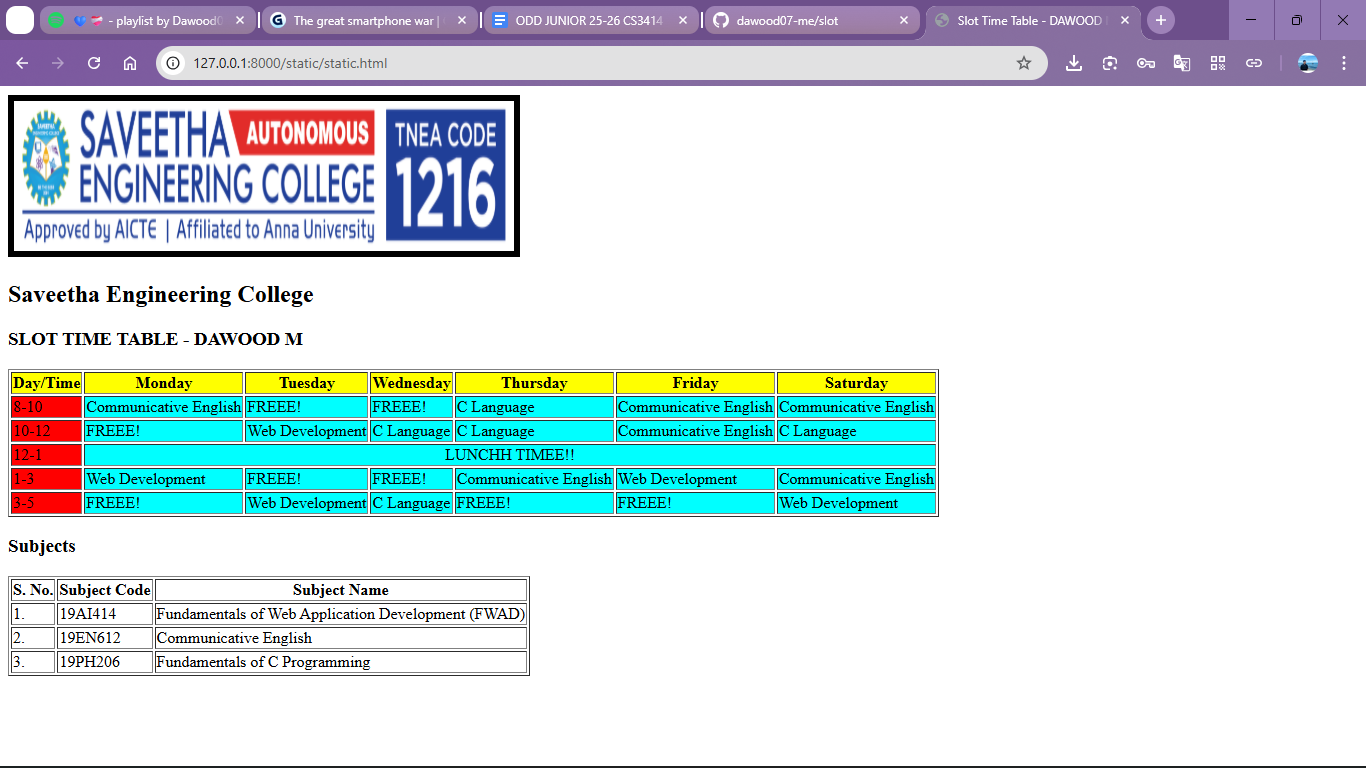 - playlist by Dawood
The great smartphone war |
ODD JUNIOR 25-26 CS3414
dawood07-me/slot
Slot Time Table - DAWOOD
127.0.0.1:8000/static/static.html
SAVEETHA AUTONOMOUS
ENGINEERING COLLEGE
Approved by AICTE | Affiliated to Anna University
TNEA CODE
1216
Saveetha Engineering College
SLOT TIME TABLE - DAWOOD M
Day/Time Monday Tuesday Wednesday Thursday Friday Saturday
8-10 Communicative English FREEE! FREEE! C Language Communicative English Communicative English
10-12 FREEE! Web Development C Language C Language Communicative English C Language
12-1 LUNCHH TIMEE!!
1-3 Web Development FREEE! FREEE! Communicative English Web Development Communicative English
3-5 FREEE! Web Development C Language FREEE! FREEE! Web Development
Subjects
S. No. Subject Code Subject Name
1. 19AI414 Fundamentals of Web Application Development (FWAD)
2. 19EN612 Communicative English
3. 19PH206 Fundamentals of C Programming